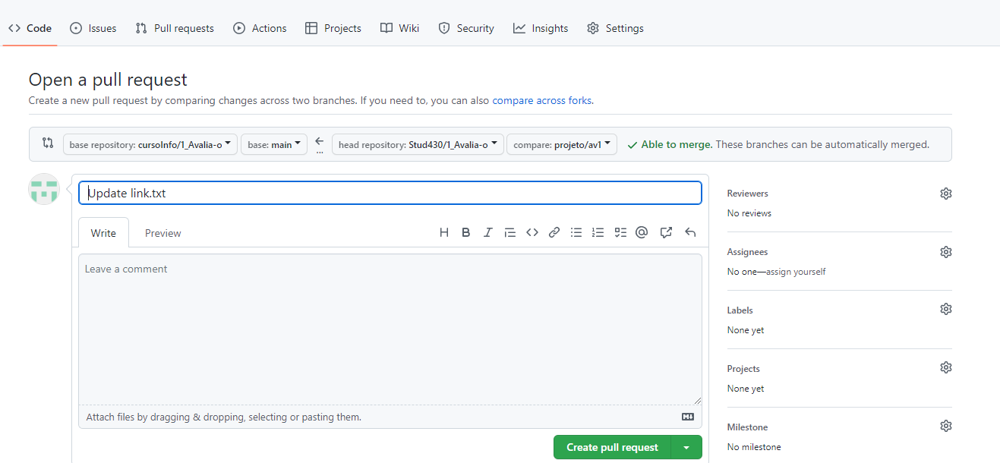 Code Issues Pull requests Actions Projects Wiki Security Insights Settings
Open a pull request
Create a new pull request by comparing changes across two branches. If you need to, you can also compare across forks.
base repository: cursoInfo/1_Avalia-o base: main ... head repository: Stud430/1_Avalia-o compare: projeto/av1 Able to merge. These branches can be automatically merged.
Update link.txt
Write Preview
Leave a comment
Attach files by dragging & dropping, selecting or pasting them.
Create pull request
Reviewers
No reviews
Assignees
No one—assign yourself
Labels
None yet
Projects
None yet
Milestone
No milestone